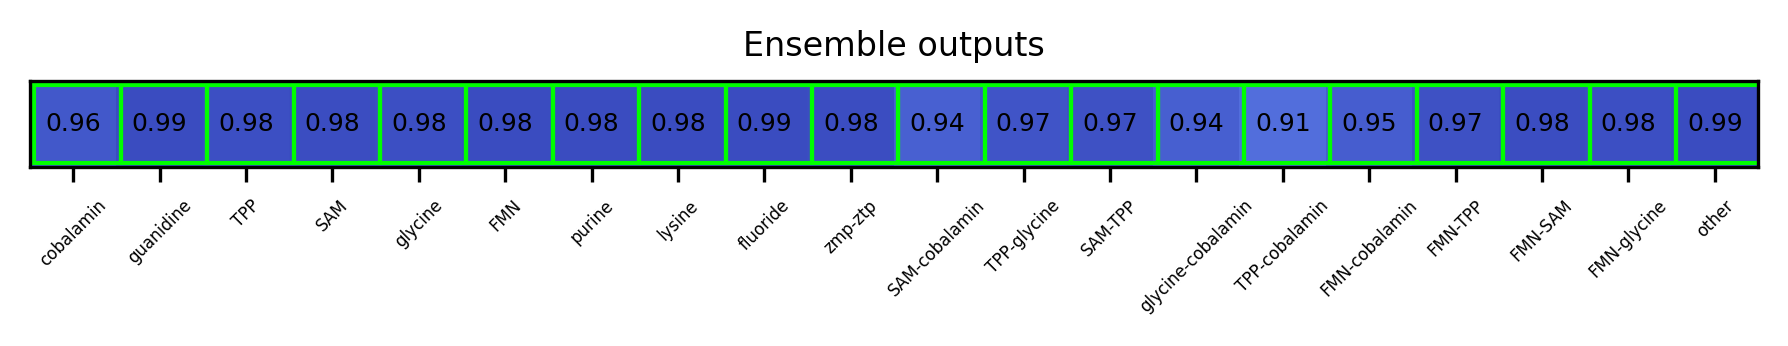 Ensemble outputs
0.96 0.99 0.98 0.98 0.98 0.98 0.98 0.98 0.99 0.98 0.94 0.97 0.97 0.94 0.91 0.95 0.97 0.98 0.98 0.99
cobalamin guanidine TPP SAM glycine FMN purine lysine fluoride zmp-ztp SAM-cobalamin TPP-glycine SAM-TPP glycine-cobalamin TPP-cobalamin FMN-cobalamin FMN-TPP FMN-SAM FMN-glycine other